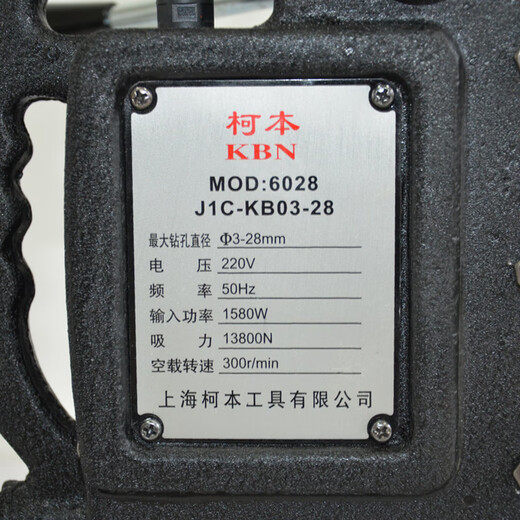 柯本
KBN
MOD:6028
J1C-KB03-28
最大钻孔直径 Φ3-28mm
电压 220V
频率 50Hz
输入功率 1580W
吸力 13800N
空载转速 300r/min
上海柯本工具有限公司